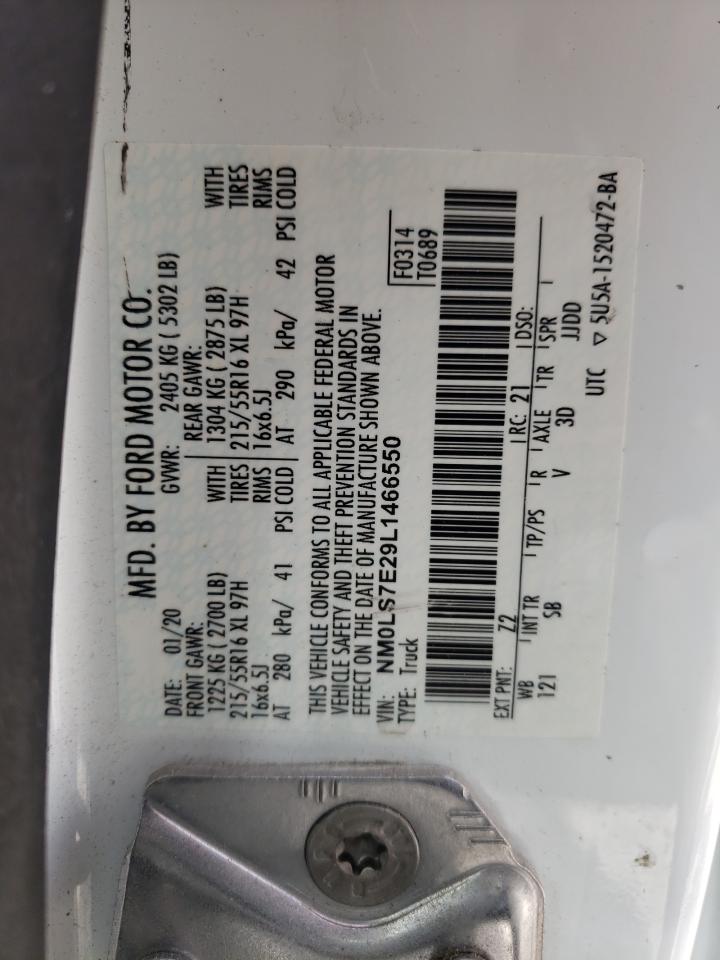 MFD. BY FORD MOTOR CO.
DATE: 01/20 GVWR: 2405 KG ( 5302 LB)
FRONT GAWR: REAR GAWR:
1225 KG ( 2700 LB) WITH 1304 KG ( 2875 LB) WITH
215/55R16 XL 97H TIRES 215/55R16 XL 97H TIRES
16x6.5J RIMS 16x6.5J RIMS
AT 280 kPa/ 41 PSI COLD AT 290 kPa/ 42 PSI COLD
THIS VEHICLE CONFORMS TO ALL APPLICABLE FEDERAL MOTOR
VEHICLE SAFETY AND THEFT PREVENTION STANDARDS IN
EFFECT ON THE DATE OF MANUFACTURE SHOWN ABOVE.
VIN: NM0LS7E29L1466550 F0314
TYPE: Truck T0689
EXT PNT: Z2 RC: 21 DSO:
WB INT TR TP/PS R AXLE TR SPR
121 SB V 3D JJDD
UTC ▽ 5U5A-1520472-BA